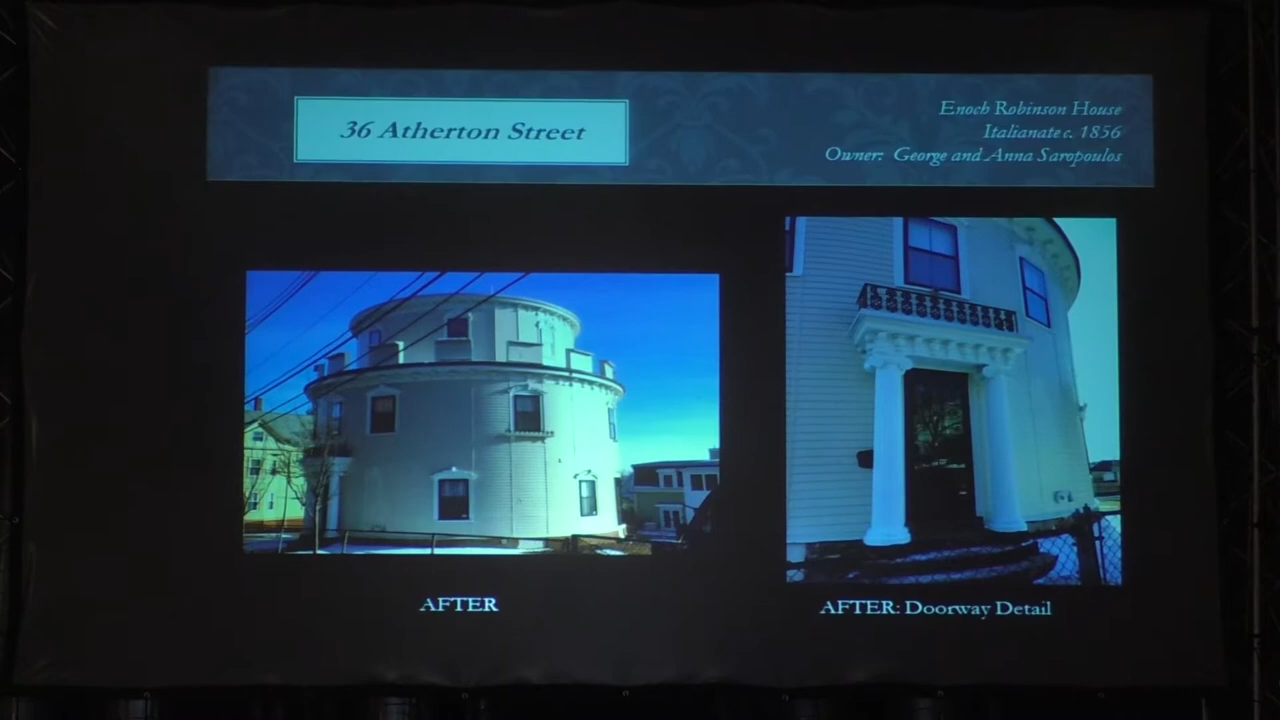 36 Atherton Street
Enoch Robinson House
Italianate c. 1856
Owner: George and Anna Saropoulos
AFTER
AFTER: Doorway Detail